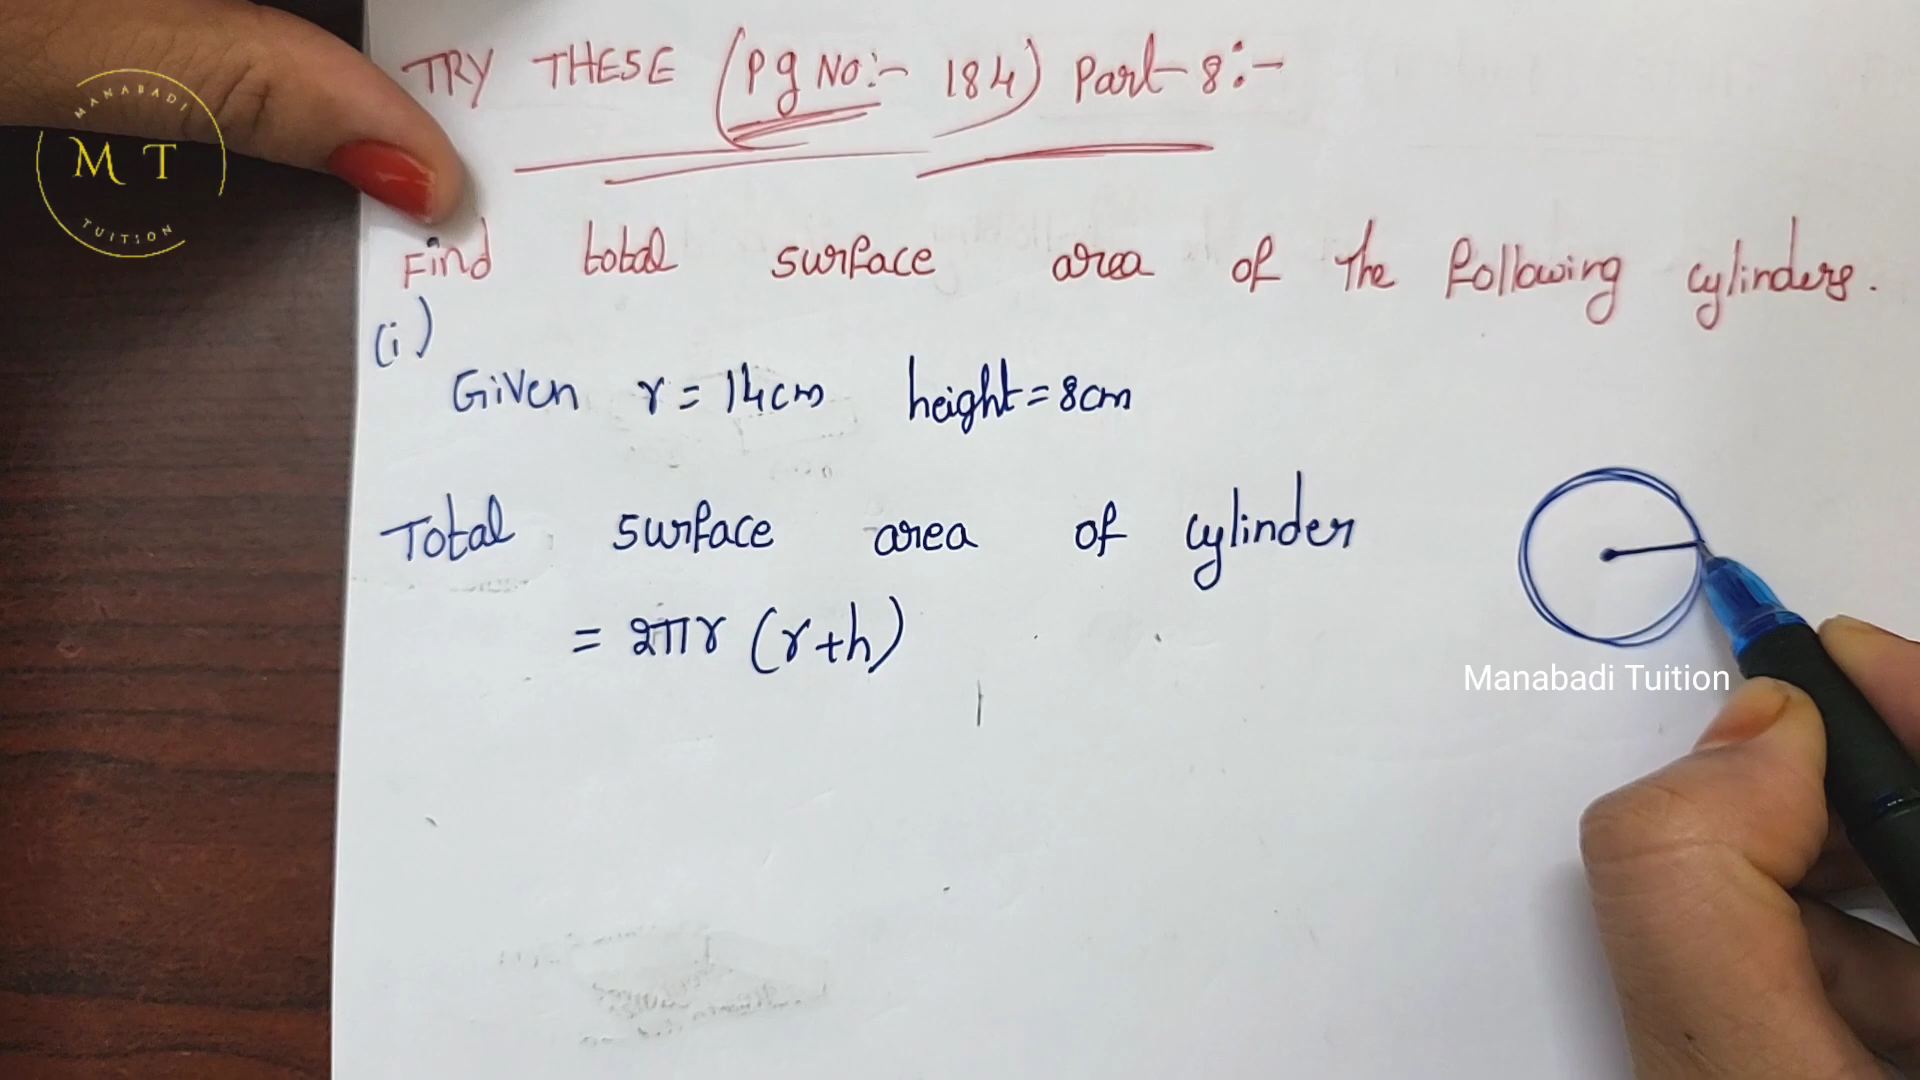 MANABADI
M T
TUITION
TRY THESE (Pg No:- 184) Part-8:-
Find total surface area of the following cylinders.
(i)
Given r = 14cm height = 8cm
Total surface area of cylinder
= 2πr (r+h)
Manabadi Tuition